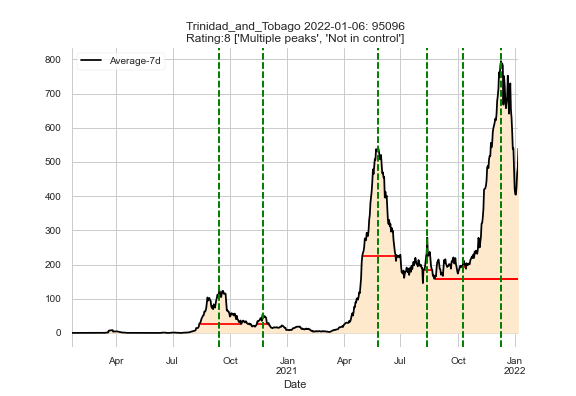 Trinidad_and_Tobago 2022-01-06: 95096
Rating:8 ['Multiple peaks', 'Not in control']
Average-7d
800
700
600
500
400
300
200
100
0
Apr Jul Oct Jan Apr Jul Oct Jan
2021 2022
Date